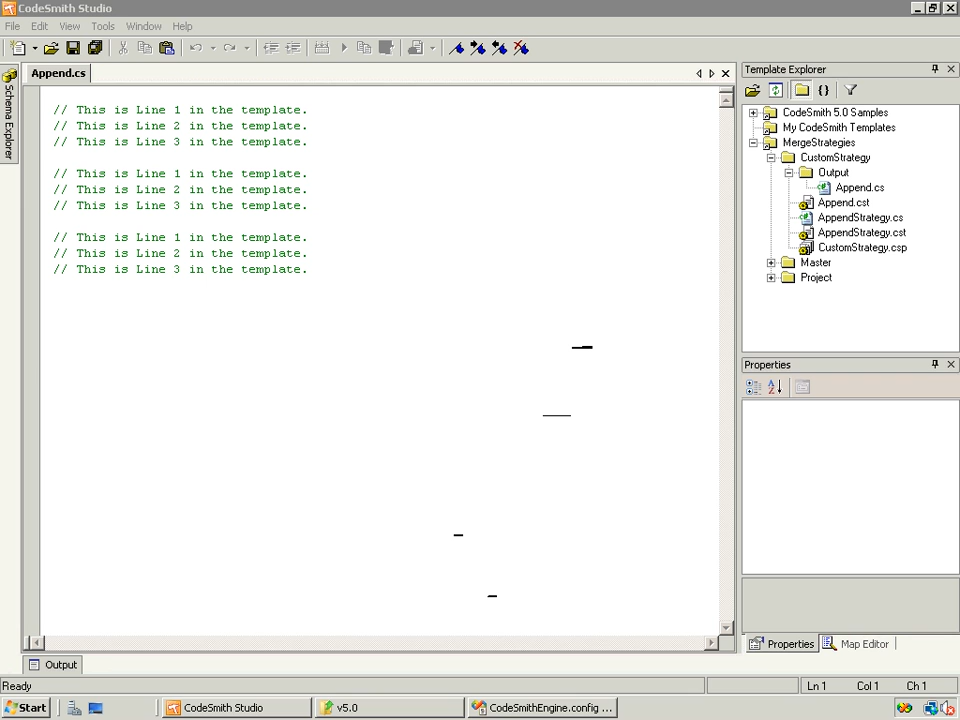 CodeSmith Studio
File Edit View Tools Window Help
Append.cs
Schema Explorer
// This is Line 1 in the template.
// This is Line 2 in the template.
// This is Line 3 in the template.
// This is Line 1 in the template.
// This is Line 2 in the template.
// This is Line 3 in the template.
// This is Line 1 in the template.
// This is Line 2 in the template.
// This is Line 3 in the template.
Template Explorer
CodeSmith 5.0 Samples
My CodeSmith Templates
MergeStrategies
CustomStrategy
Output
Append.cs
Append.cst
AppendStrategy.cs
AppendStrategy.cst
CustomStrategy.csp
Master
Project
Properties
Properties Map Editor
Output
Ready Ln 1 Col 1 Ch 1
Start CodeSmith Studio v5.0 CodeSmithEngine.config ...